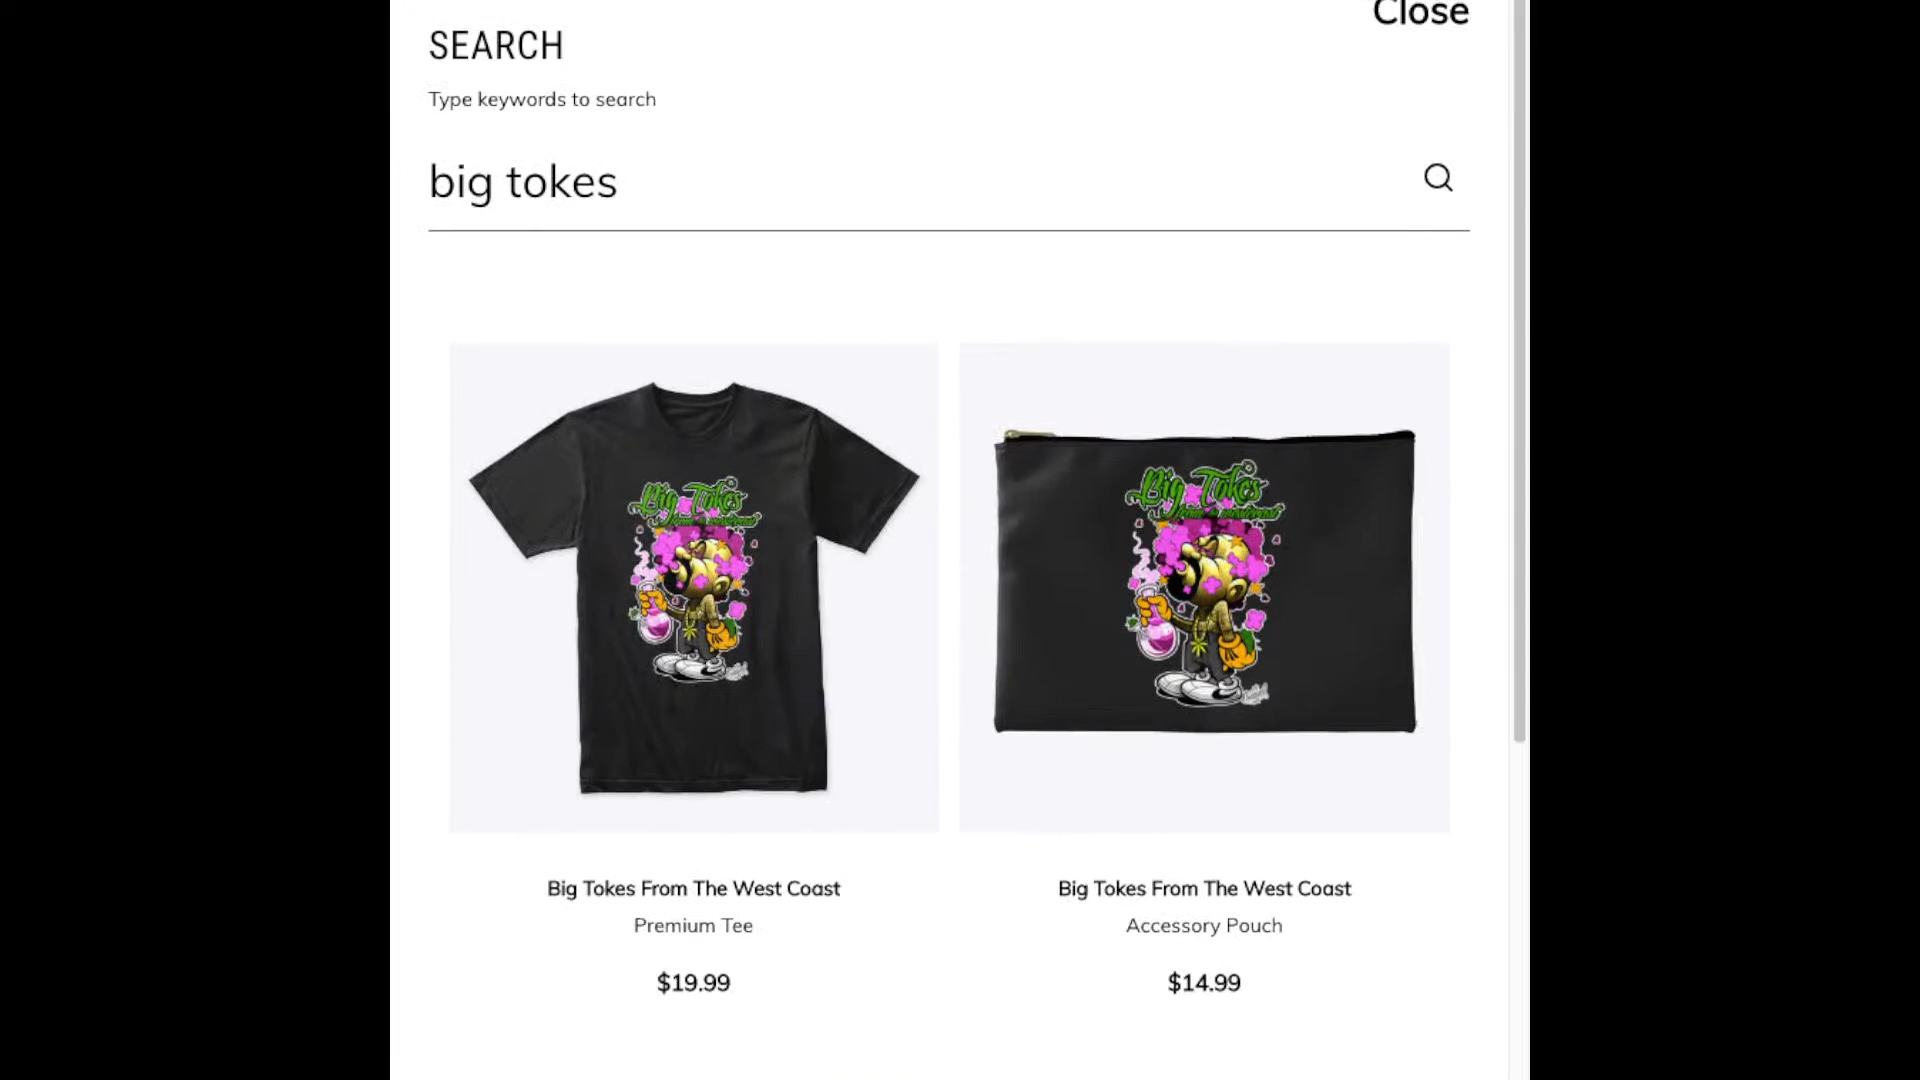 Close
SEARCH
Type keywords to search
big tokes
Big Tokes
Big Tokes
Big Tokes From The West Coast
Big Tokes From The West Coast
Premium Tee
Accessory Pouch
$19.99
$14.99